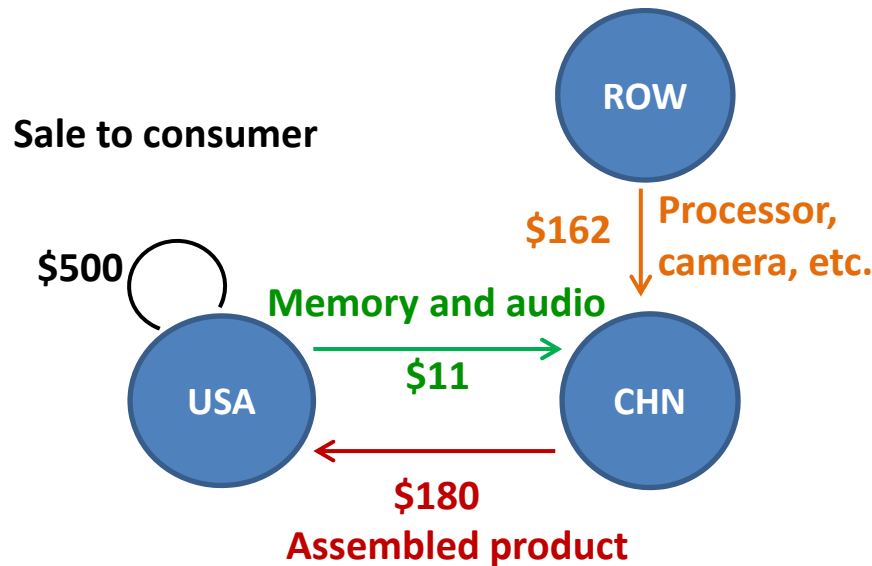 ROW
Sale to consumer
$162
Processor,
camera, etc.
$500
Memory and audio
$11
USA
CHN
$180
Assembled product